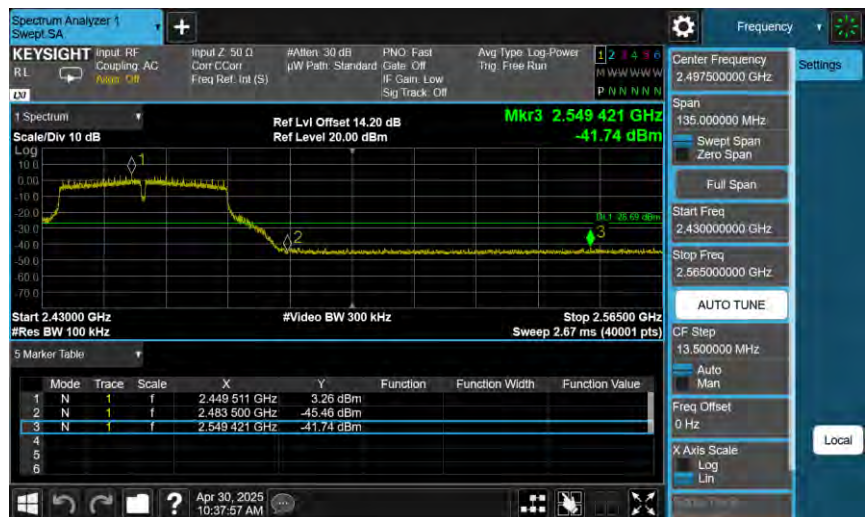 Spectrum Analyzer 1
Swept SA
+
Frequency
KEYSIGHT
RL
LXI
Input: RF
Coupling: AC
Align: Off
Input Z: 50 Ω
Corr CCorr
Freq Ref: Int (S)
#Atten: 30 dB
µW Path: Standard
PNO: Fast
Gate: Off
IF Gain: Low
Sig Track: Off
Avg Type: Log-Power
Trig: Free Run
1 2 3 4 5 6
M W W W W W
P N N N N N
Center Frequency
2.497500000 GHz
Settings
Span
135.000000 MHz
Swept Span
Zero Span
Full Span
Start Freq
2.430000000 GHz
Stop Freq
2.565000000 GHz
AUTO TUNE
CF Step
13.500000 MHz
Auto
Man
Freq Offset
0 Hz
X Axis Scale
Log
Lin
Local
1 Spectrum
Scale/Div 10 dB
Ref Lvl Offset 14.20 dB
Ref Level 20.00 dBm
Mkr3 2.549 421 GHz
-41.74 dBm
Log
10.0
0.00
-10.0
-20.0
-30.0
-40.0
-50.0
-60.0
-70.0
1
2
3
Start 2.43000 GHz
#Res BW 100 kHz
#Video BW 300 kHz
Stop 2.56500 GHz
Sweep 2.67 ms (40001 pts)
5 Marker Table
Mode Trace Scale X Y Function Function Width Function Value
1 N 1 f 2.449 511 GHz 3.26 dBm
2 N 1 f 2.483 500 GHz -45.46 dBm
3 N 1 f 2.549 421 GHz -41.74 dBm
4
5
6
?
Apr 30, 2025
10:37:57 AM